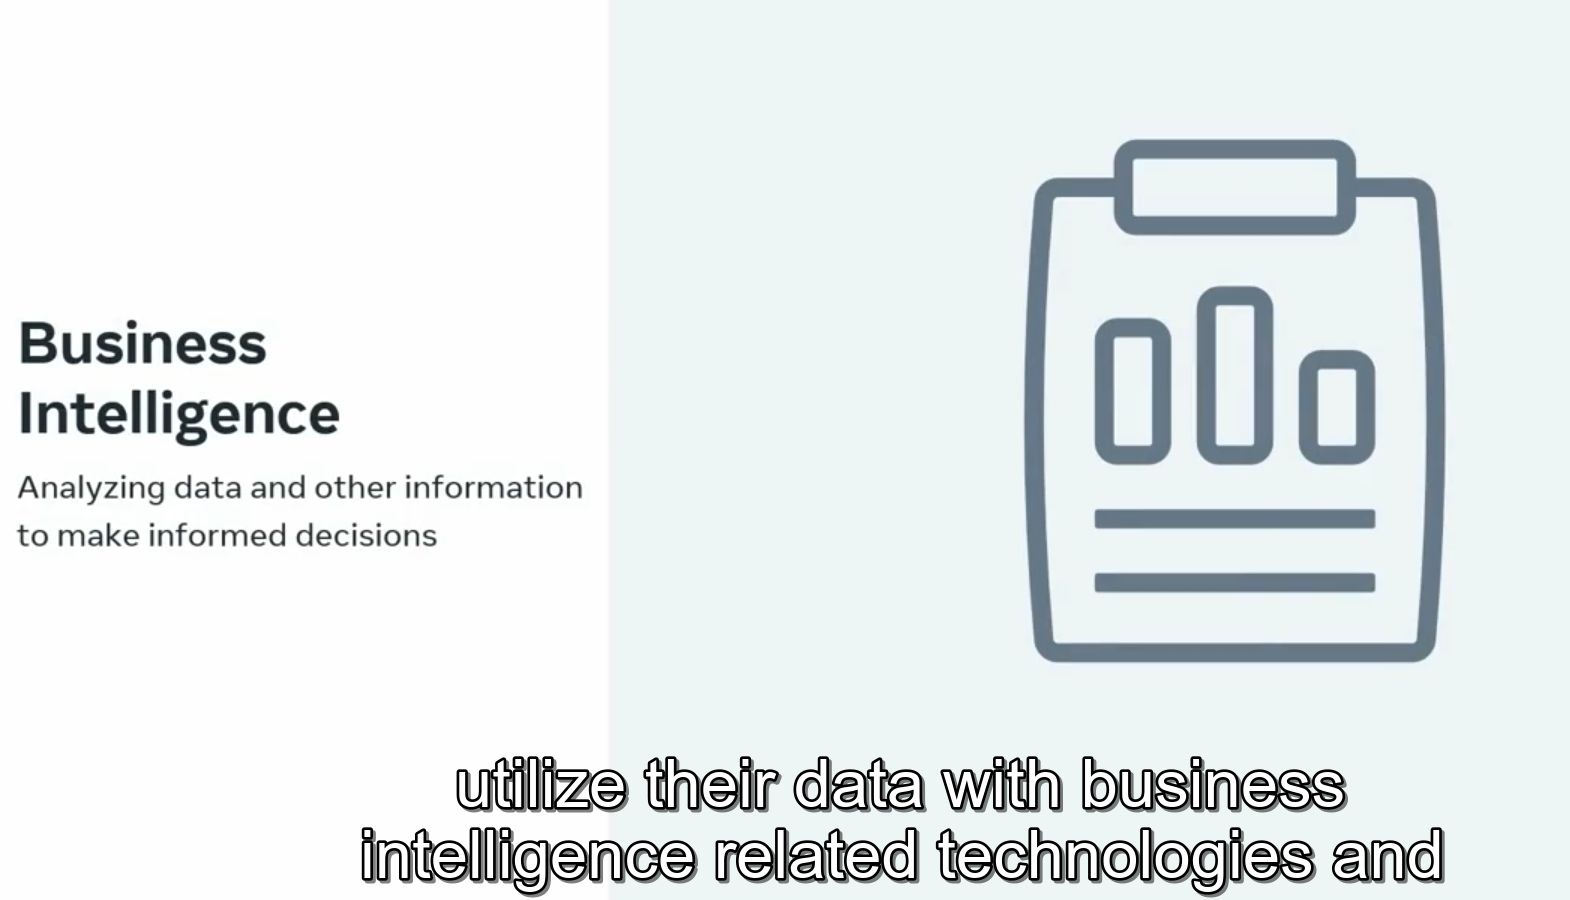 Business
Intelligence
Analyzing data and other information
to make informed decisions
utilize their data with business
intelligence related technologies and